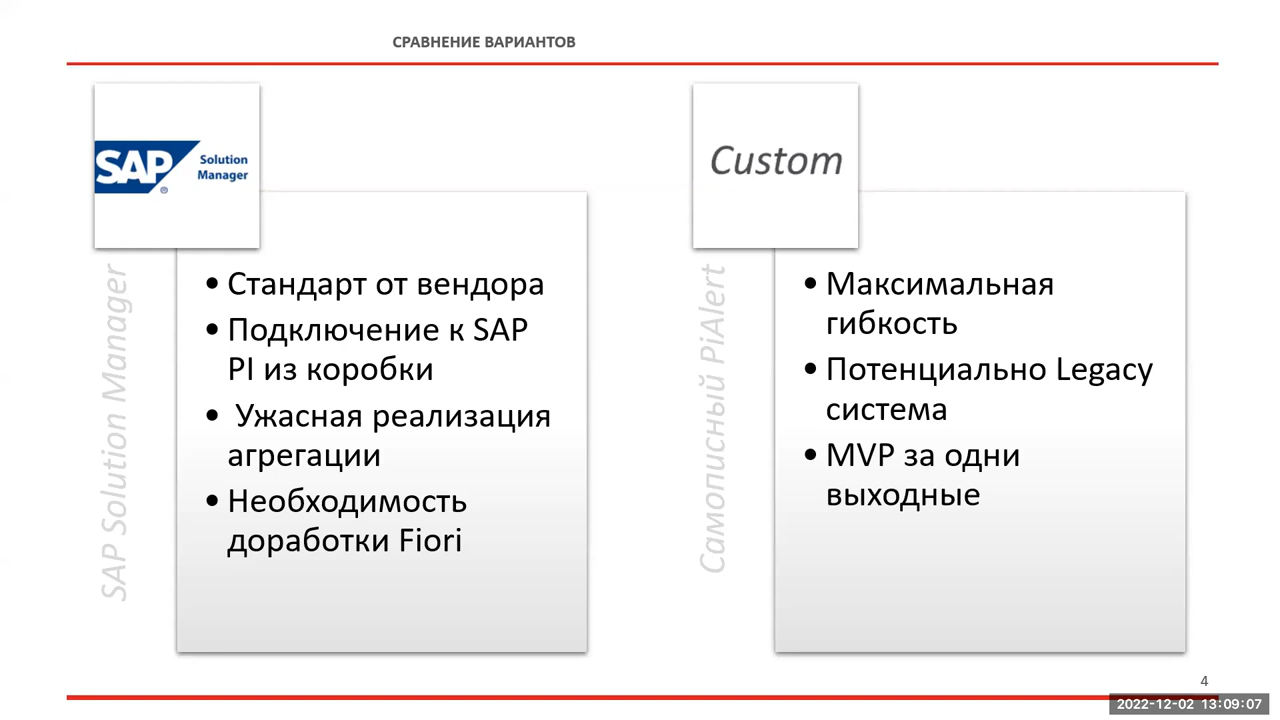 СРАВНЕНИЕ ВАРИАНТОВ
SAP
®
Solution
Manager
SAP Solution Manager
• Стандарт от вендора
• Подключение к SAP
PI из коробки
• Ужасная реализация
агрегации
• Необходимость
доработки Fiori
Custom
Самописный PiAlert
• Максимальная
гибкость
• Потенциально Legacy
система
• MVP за одни
выходные
4
2022-12-02 13:09:07